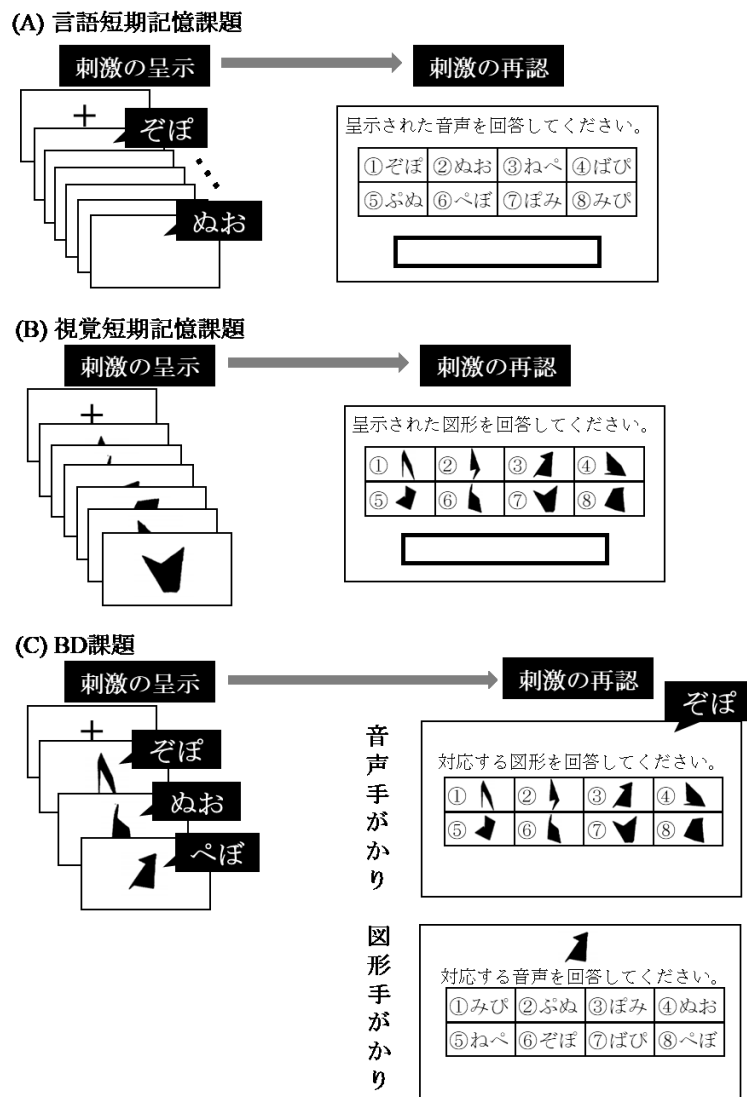 (A) 言語短期記憶課題
刺激の呈示
刺激の再認
ぞぽ
ぬお
呈示された音声を回答してください。
①ぞぽ ②ぬお ③ねぺ ④ばぴ
⑤ぷぬ ⑥ぺぼ ⑦ぽみ ⑧みぴ
(B) 視覚短期記憶課題
刺激の呈示
刺激の再認
呈示された図形を回答してください。
① ② ③ ④
⑤ ⑥ ⑦ ⑧
(C) BD課題
刺激の呈示
刺激の再認
ぞぽ
ぬお
ぺぼ
音声手がかり
ぞぽ
対応する図形を回答してください。
① ② ③ ④
⑤ ⑥ ⑦ ⑧
図形手がかり
対応する音声を回答してください。
①みぴ ②ぷぬ ③ぽみ ④ぬお
⑤ねぺ ⑥ぞぽ ⑦ばぴ ⑧ぺぼ